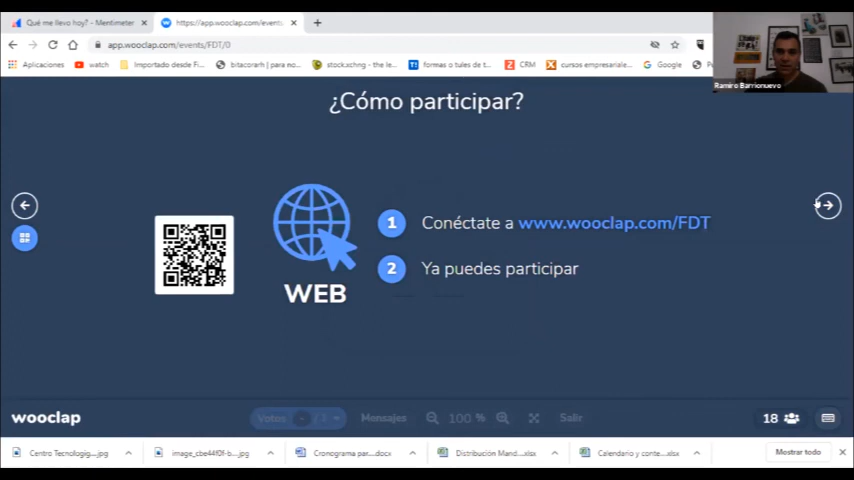 Qué me llevo hoy? - Mentimeter
https://app.wooclap.com/events
app.wooclap.com/events/FDT/0
Aplicaciones
watch
Importado desde Fi...
bitacorarh | para no...
stock.xchng - the le...
formas o tules de t...
CRM
cursos empresariale...
Google
Ramiro Barrionuevo
¿Cómo participar?
1 Conéctate a www.wooclap.com/FDT
2 Ya puedes participar
WEB
wooclap
Votos
/ 2
Mensajes
100 %
Salir
18
Centro Tecnologig....jpg
image_cbe44f0f-b....jpg
Cronograma par....docx
Distribución Mand....xlsx
Calendario y conte....xlsx
Mostrar todo